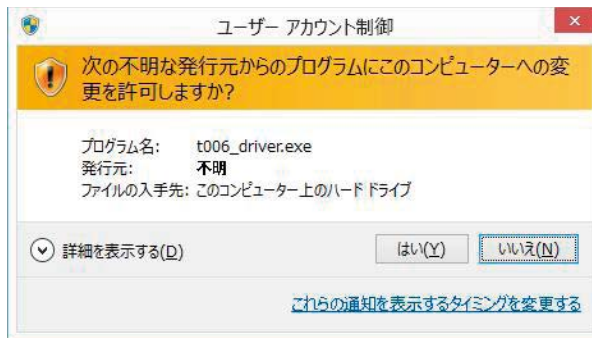 ユーザー アカウント制御
次の不明な発行元からのプログラムにこのコンピューターへの変
更を許可しますか?
プログラム名: t006_driver.exe
発行元: 不明
ファイルの入手先: このコンピューター上のハード ドライブ
詳細を表示する(D)
はい(Y)
いいえ(N)
これらの通知を表示するタイミングを変更する